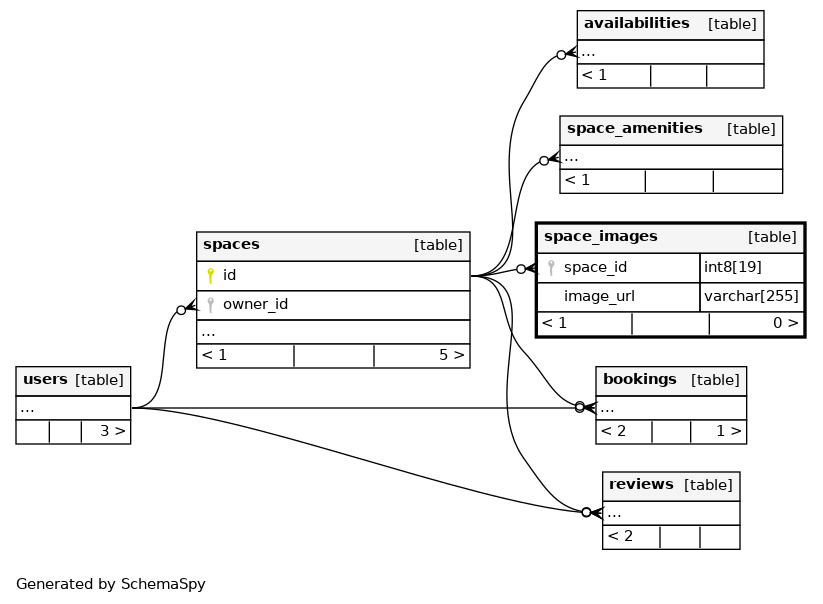 availabilities [table]
...
< 1
space_amenities [table]
...
< 1
space_images [table]
space_id int8[19]
image_url varchar[255]
< 1 0 >
spaces [table]
id
owner_id
...
< 1 5 >
users [table]
...
3 >
bookings [table]
...
< 2 1 >
reviews [table]
...
< 2
Generated by SchemaSpy